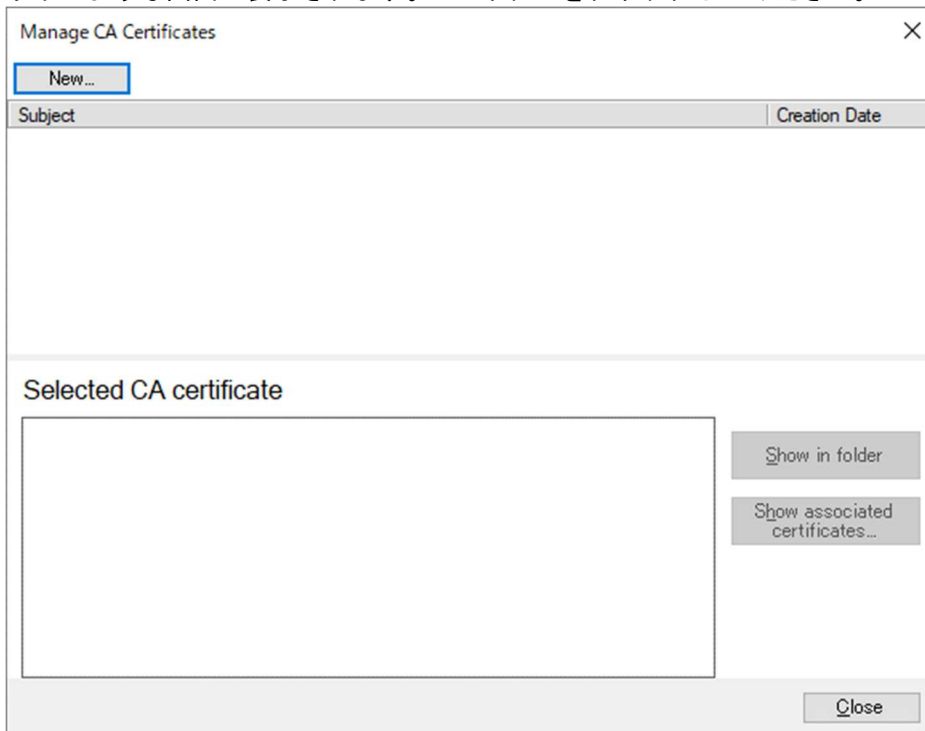 Manage CA Certificates
New...
Subject Creation Date
Selected CA certificate
Show in folder
Show associated
certificates...
Close